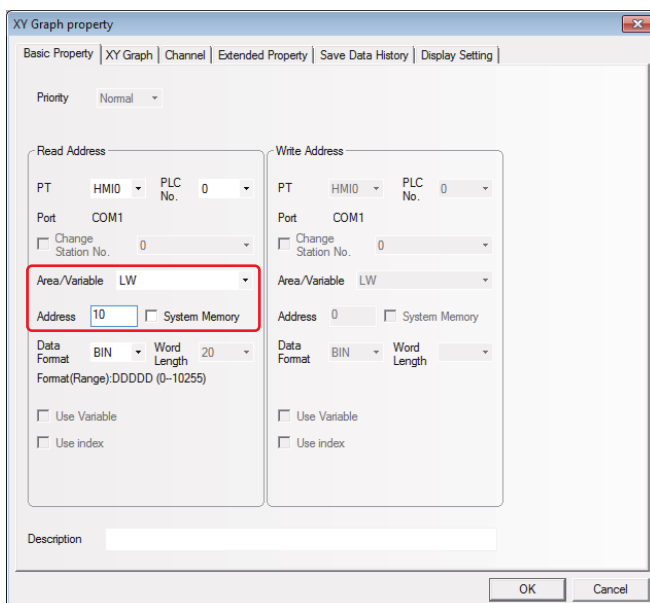 XY Graph property
Basic Property XY Graph Channel Extended Property Save Data History Display Setting
Priority Normal
Read Address
PT HMI0 PLC No. 0
Port COM1
Change Station No. 0
Area/Variable LW
Address 10 System Memory
Data Format BIN Word Length 20
Format(Range):DDDDD (0--10255)
Use Variable
Use index
Write Address
PT HMI0 PLC No. 0
Port COM1
Change Station No. 0
Area/Variable LW
Address 0 System Memory
Data Format BIN Word Length
Use Variable
Use index
Description
OK Cancel